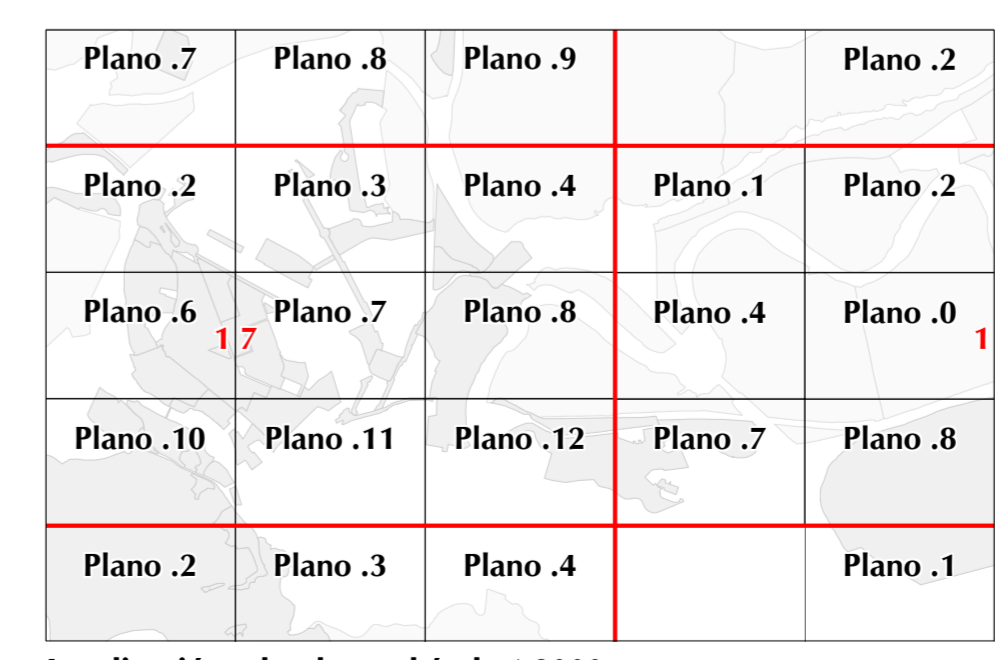 Plano .7 Plano .8 Plano .9 Plano .2
Plano .2 Plano .3 Plano .4 Plano .1 Plano .2
Plano .6 Plano .7 Plano .8 Plano .4 Plano .0
1 7 1
Plano .10 Plano .11 Plano .12 Plano .7 Plano .8
Plano .2 Plano .3 Plano .4 Plano .1